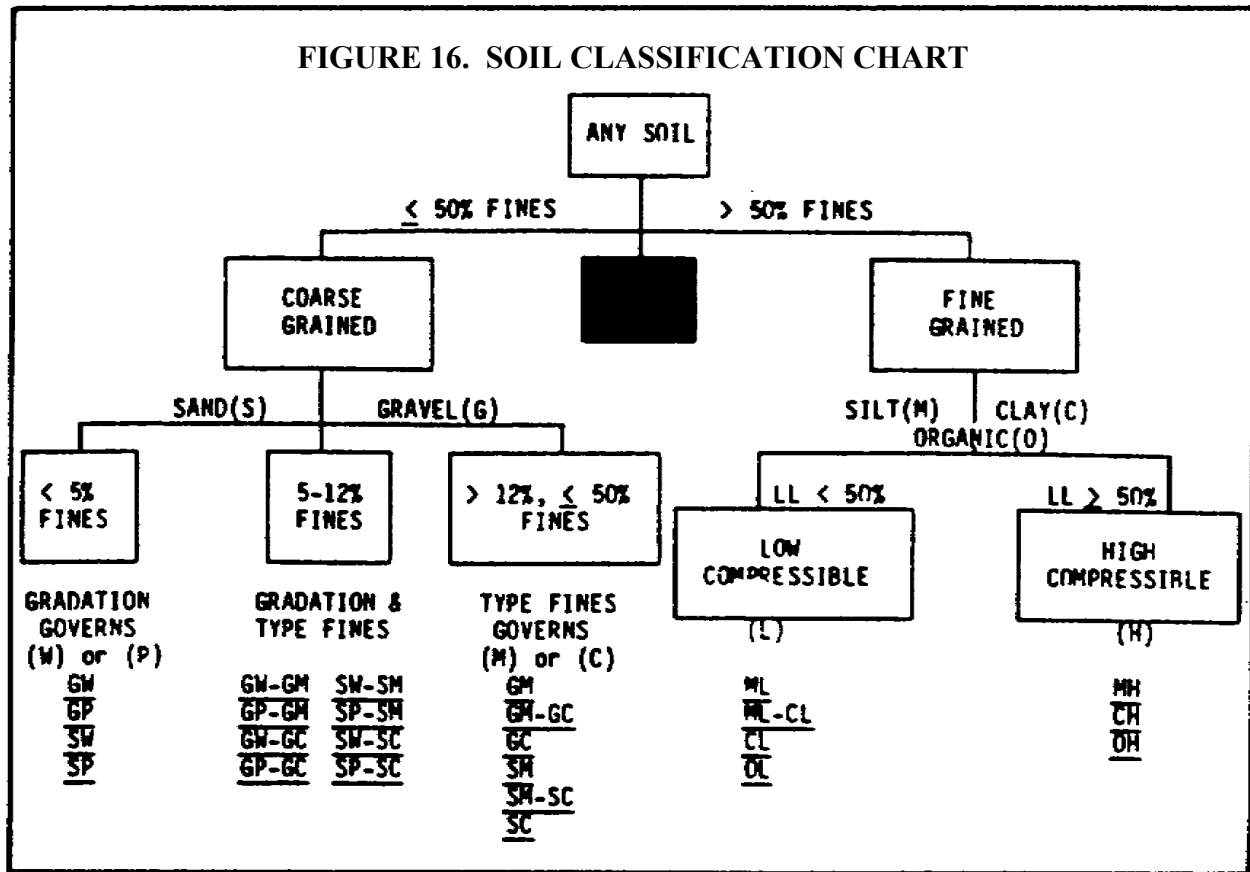 FIGURE 16. SOIL CLASSIFICATION CHART
ANY SOIL
≤ 50% FINES
> 50% FINES
COARSE
GRAINED
FINE
GRAINED
SAND(S)
GRAVEL(G)
SILT(M)
CLAY(C)
ORGANIC(O)
< 5%
FINES
5-12%
FINES
> 12%, ≤ 50%
FINES
LL < 50%
LOW
COMPRESSIBLE
(L)
LL ≥ 50%
HIGH
COMPRESSIBLE
(H)
GRADATION
GOVERNS
(W) or (P)
GW
GP
SW
SP
GRADATION &
TYPE FINES
GW-GM SW-SM
GP-GM SP-SM
GW-GC SW-SC
GP-GC SP-SC
TYPE FINES
GOVERNS
(M) or (C)
GM
GM-GC
GC
SM
SM-SC
SC
ML
ML-CL
CL
OL
MH
CH
OH